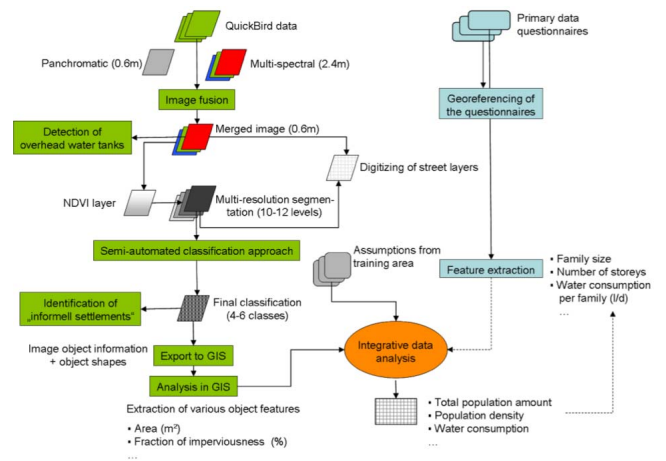 QuickBird data
Primary data
questionnaires
Panchromatic (0.6m)
Multi-spectral (2.4m)
Image fusion
Georeferencing of
the questionnaires
Detection of
overhead water tanks
Merged image (0.6m)
Digitizing of street layers
NDVI layer
Multi-resolution segmen-
tation (10-12 levels)
Semi-automated classification approach
Assumptions from
training area
Feature extraction
• Family size
• Number of storeys
• Water consumption
per family (l/d)
...
Identification of
„informell settlements“
Final classification
(4-6 classes)
Integrative data
analysis
Image object information
+ object shapes
Export to GIS
Analysis in GIS
Extraction of various object features
• Area (m²)
• Fraction of imperviousness (%)
...
• Total population amount
• Population density
• Water consumption
...